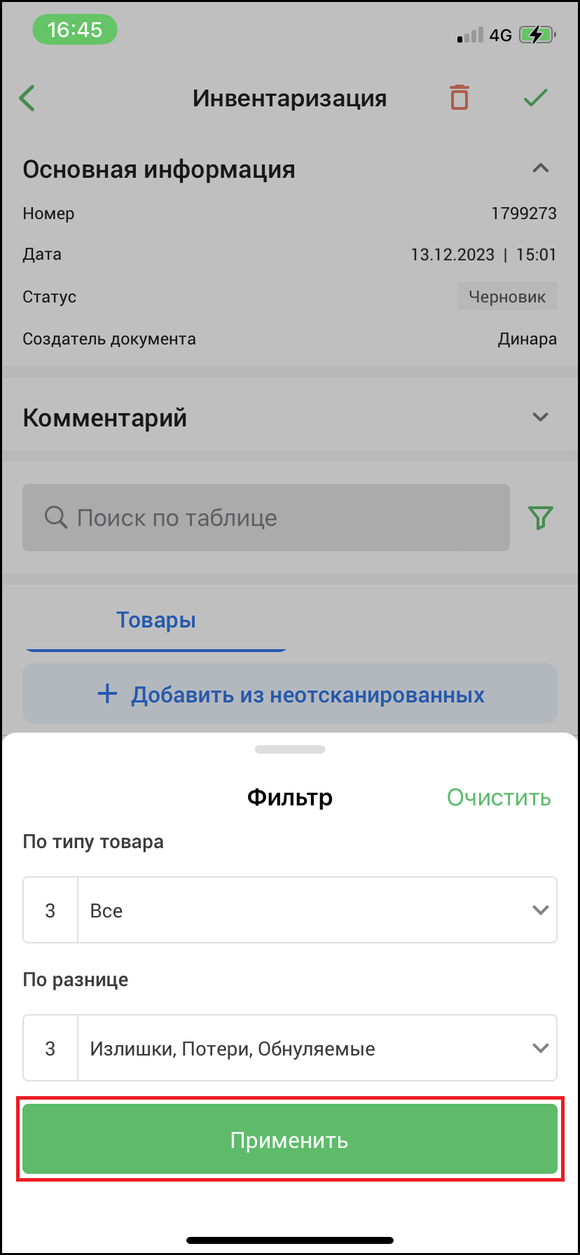 16:45
4G
Инвентаризация
Основная информация
Номер 1799273
Дата 13.12.2023 | 15:01
Статус Черновик
Создатель документа Динара
Комментарий
Поиск по таблице
Товары
+ Добавить из неотсканированных
Фильтр Очистить
По типу товара
3 Все
По разнице
3 Излишки, Потери, Обнуляемые
Применить